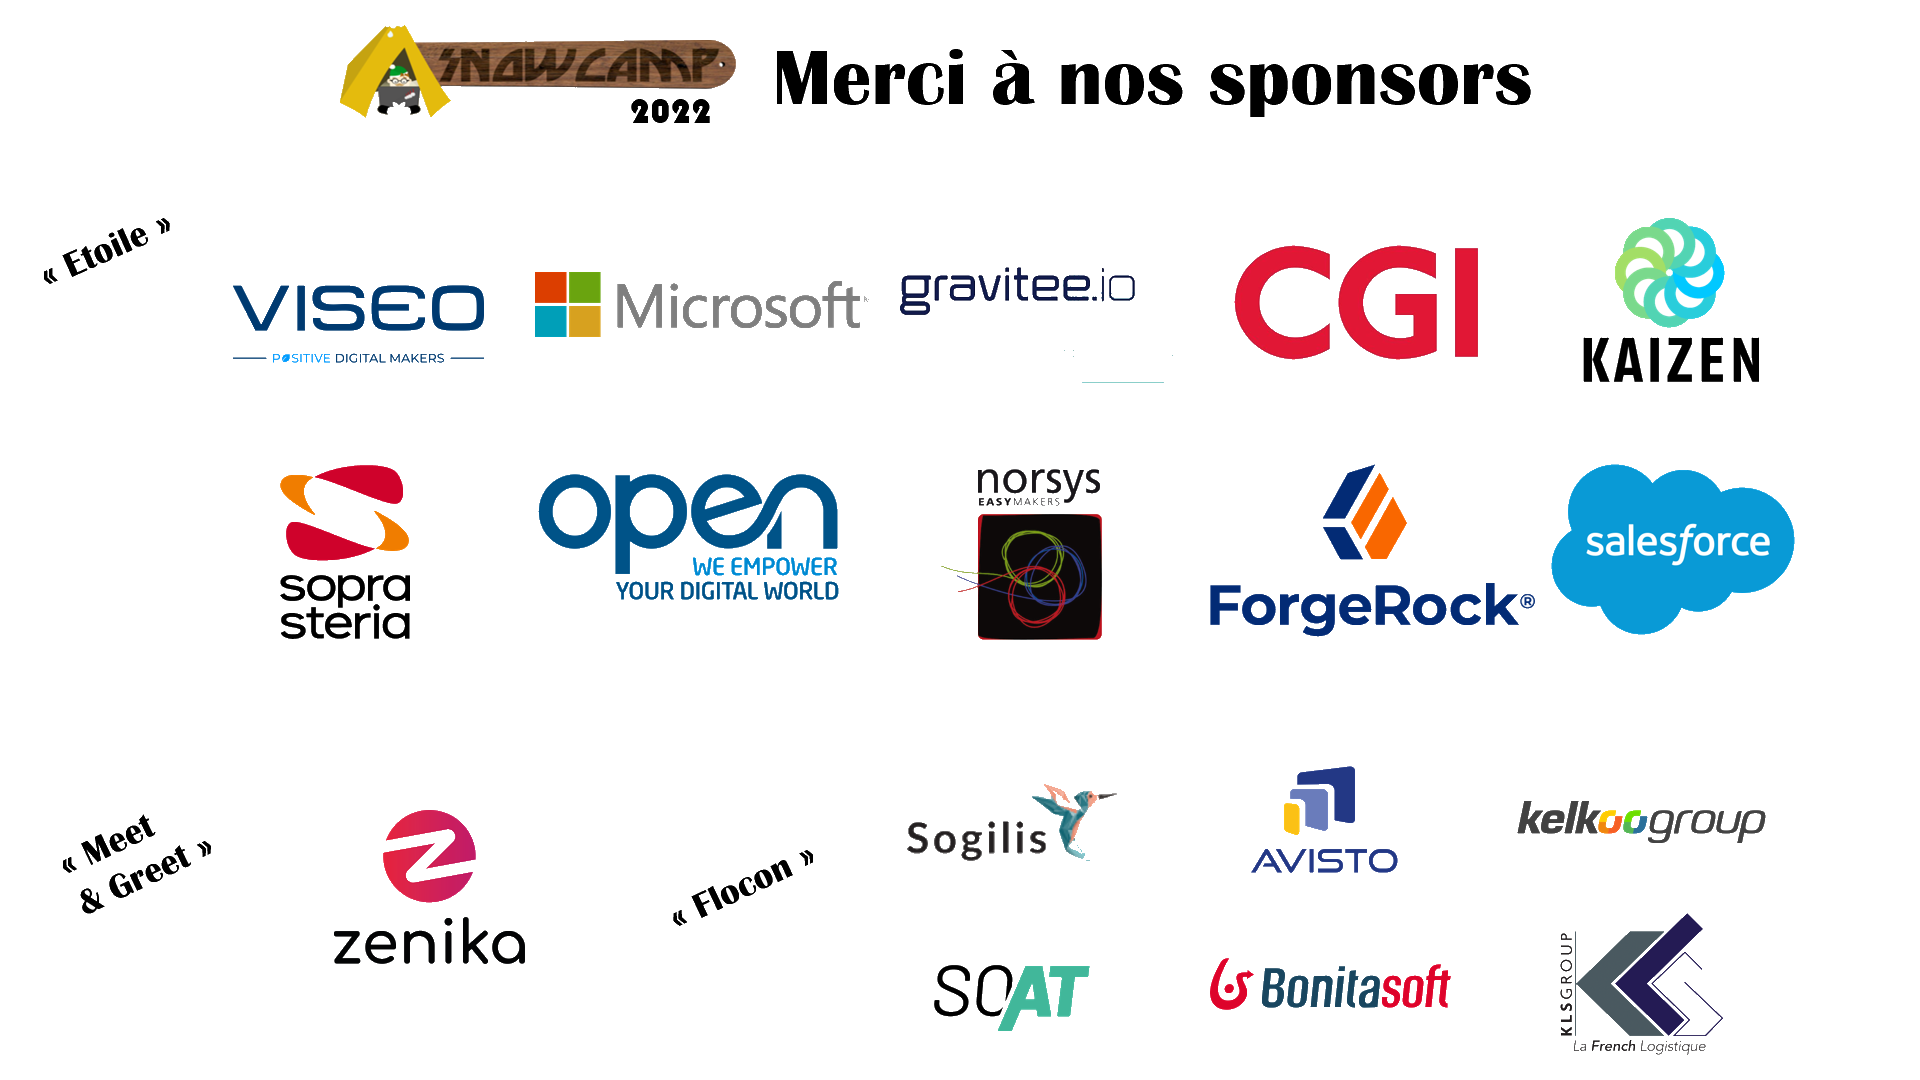 SNOWCAMP
2022
Merci à nos sponsors
« Etoile »
VISEO
POSITIVE DIGITAL MAKERS
Microsoft
gravitee.io
CGI
KAIZEN
sopra
steria
open
WE EMPOWER
YOUR DIGITAL WORLD
norsys
EASYMAKERS
ForgeRock®
salesforce
« Meet
& Greet »
zenika
« Flocon »
Sogilis
AVISTO
kelkoogroup
SOAT
Bonitasoft
KLSGROUP
La French Logistique